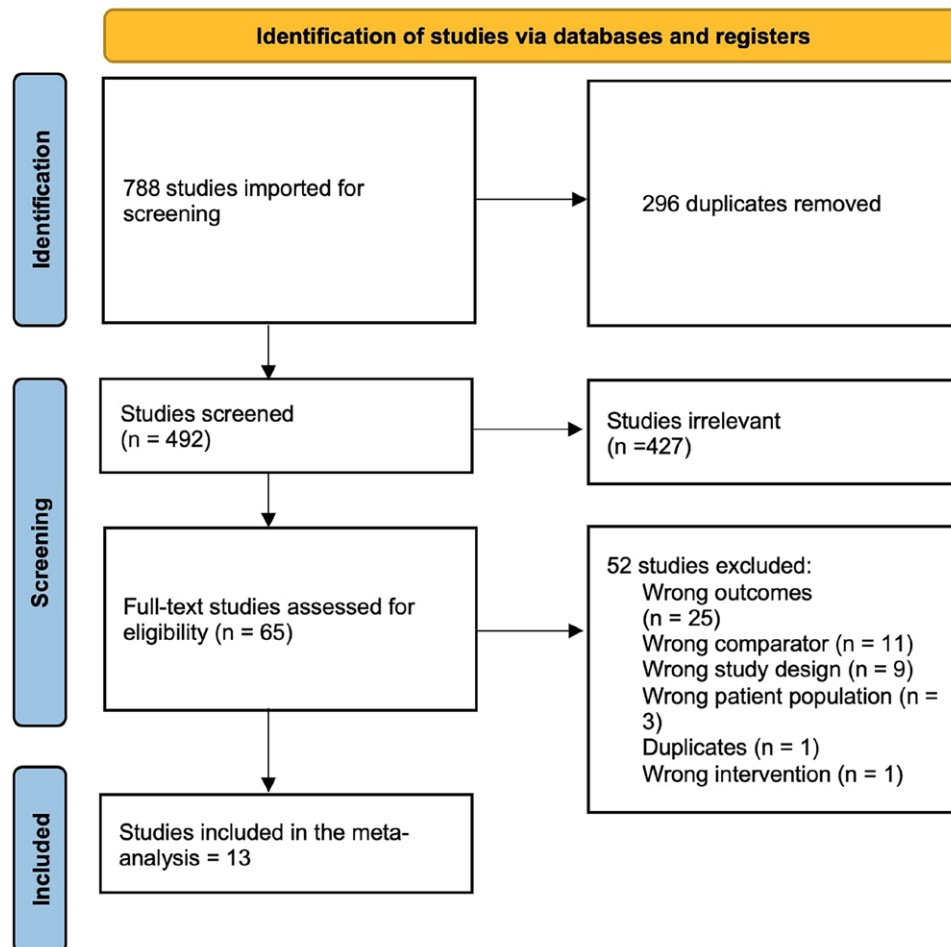 Identification of studies via databases and registers
Identification
788 studies imported for
screening
296 duplicates removed
Screening
Studies screened
(n = 492)
Studies irrelevant
(n =427)
Full-text studies assessed for
eligibility (n = 65)
52 studies excluded:
Wrong outcomes
(n = 25)
Wrong comparator (n = 11)
Wrong study design (n = 9)
Wrong patient population (n =
3)
Duplicates (n = 1)
Wrong intervention (n = 1)
Included
Studies included in the meta-
analysis = 13